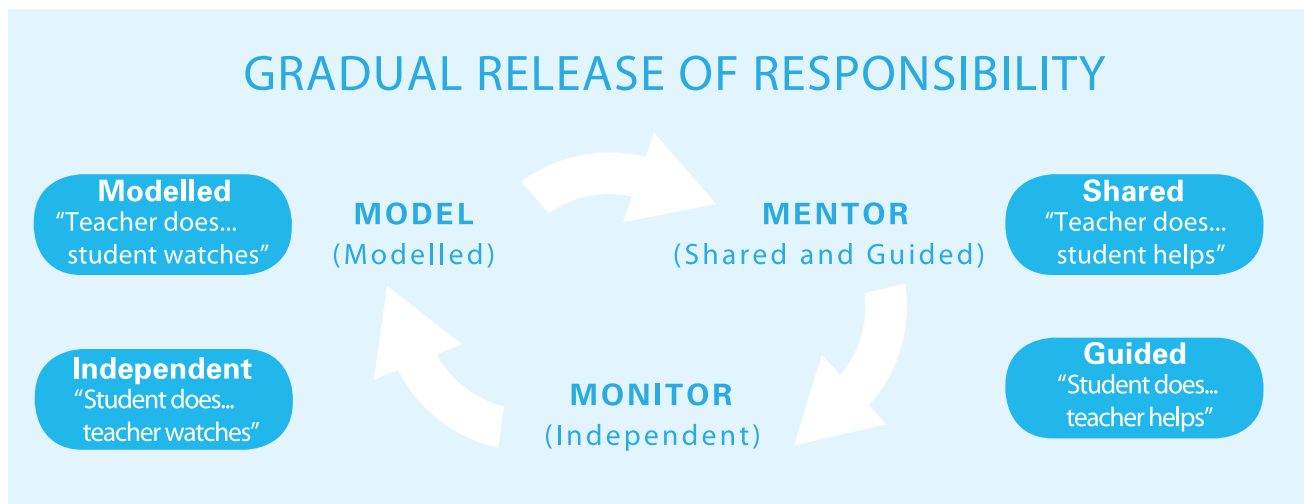 GRADUAL RELEASE OF RESPONSIBILITY
Modelled
“Teacher does...
student watches”
MODEL
(Modelled)
MENTOR
(Shared and Guided)
Shared
“Teacher does...
student helps”
Independent
“Student does...
teacher watches”
MONITOR
(Independent)
Guided
“Student does...
teacher helps”